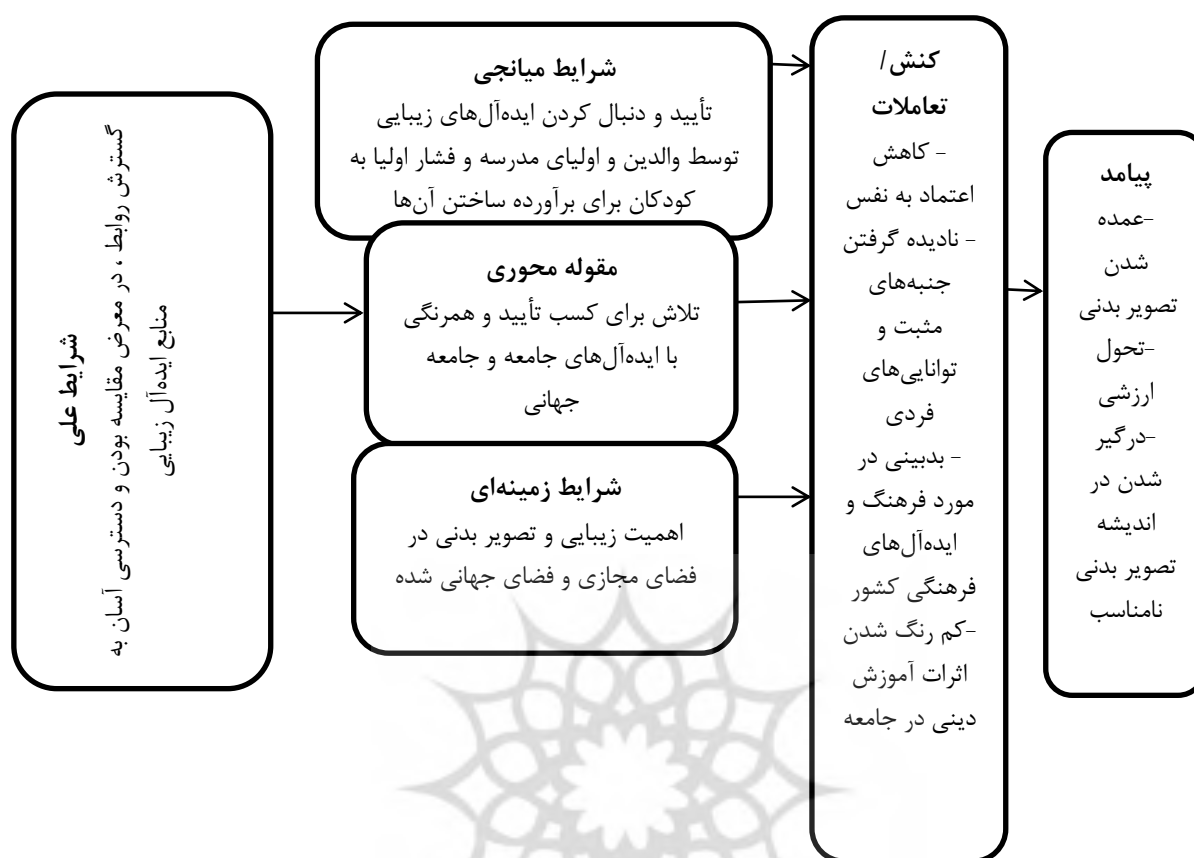 شرایط علی
گسترش روابط ، در معرض مقایسه بودن و دسترسی آسان به
منابع ایده‌آل زیبایی
شرایط میانجی
تأیید و دنبال کردن ایده‌آل‌های زیبایی
توسط والدین و اولیای مدرسه و فشار اولیا به
کودکان برای برآورده ساختن آن‌ها
مقوله محوری
تلاش برای کسب تأیید و همرنگی
با ایده‌آل‌های جامعه و جامعه
جهانی
شرایط زمینه‌ای
اهمیت زیبایی و تصویر بدنی در
فضای مجازی و فضای جهانی شده
کنش/
تعاملات
- کاهش
اعتماد به نفس
- نادیده گرفتن
جنبه‌های
مثبت و
توانایی‌های
فردی
- بدبینی در
مورد فرهنگ و
ایده‌آل‌های
فرهنگی کشور
-کم رنگ شدن
اثرات آموزش
دینی در جامعه
پیامد
-عمده
شدن
تصویر بدنی
-تحول
ارزشی
-درگیر
شدن در
اندیشه
تصویر بدنی
نامناسب